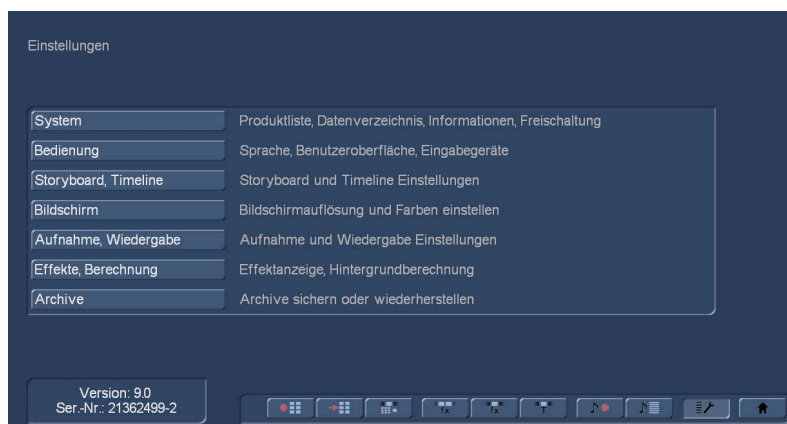 Einstellungen
System Produktliste, Datenverzeichnis, Informationen, Freischaltung
Bedienung Sprache, Benutzeroberfläche, Eingabegeräte
Storyboard, Timeline Storyboard und Timeline Einstellungen
Bildschirm Bildschirmauflösung und Farben einstellen
Aufnahme, Wiedergabe Aufnahme und Wiedergabe Einstellungen
Effekte, Berechnung Effektanzeige, Hintergrundberechnung
Archive Archive sichern oder wiederherstellen
Version: 9.0
Ser.-Nr.: 21362499-2
fx fx T